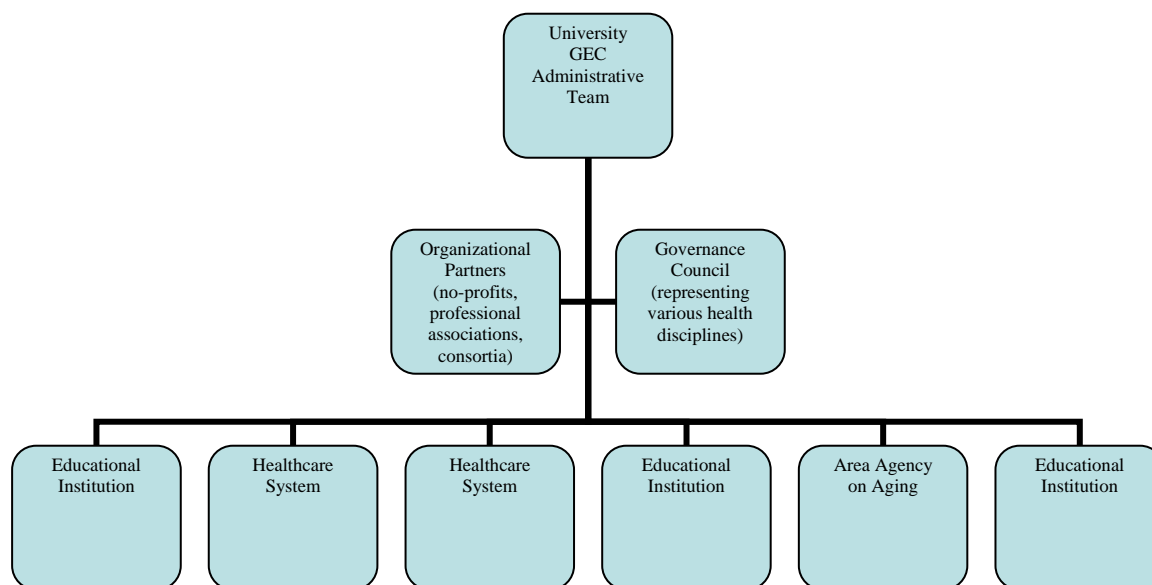 University
GEC
Administrative
Team
Organizational
Partners
(no-profits,
professional
associations,
consortia)
Governance
Council
(representing
various health
disciplines)
Educational
Institution
Healthcare
System
Healthcare
System
Educational
Institution
Area Agency
on Aging
Educational
Institution